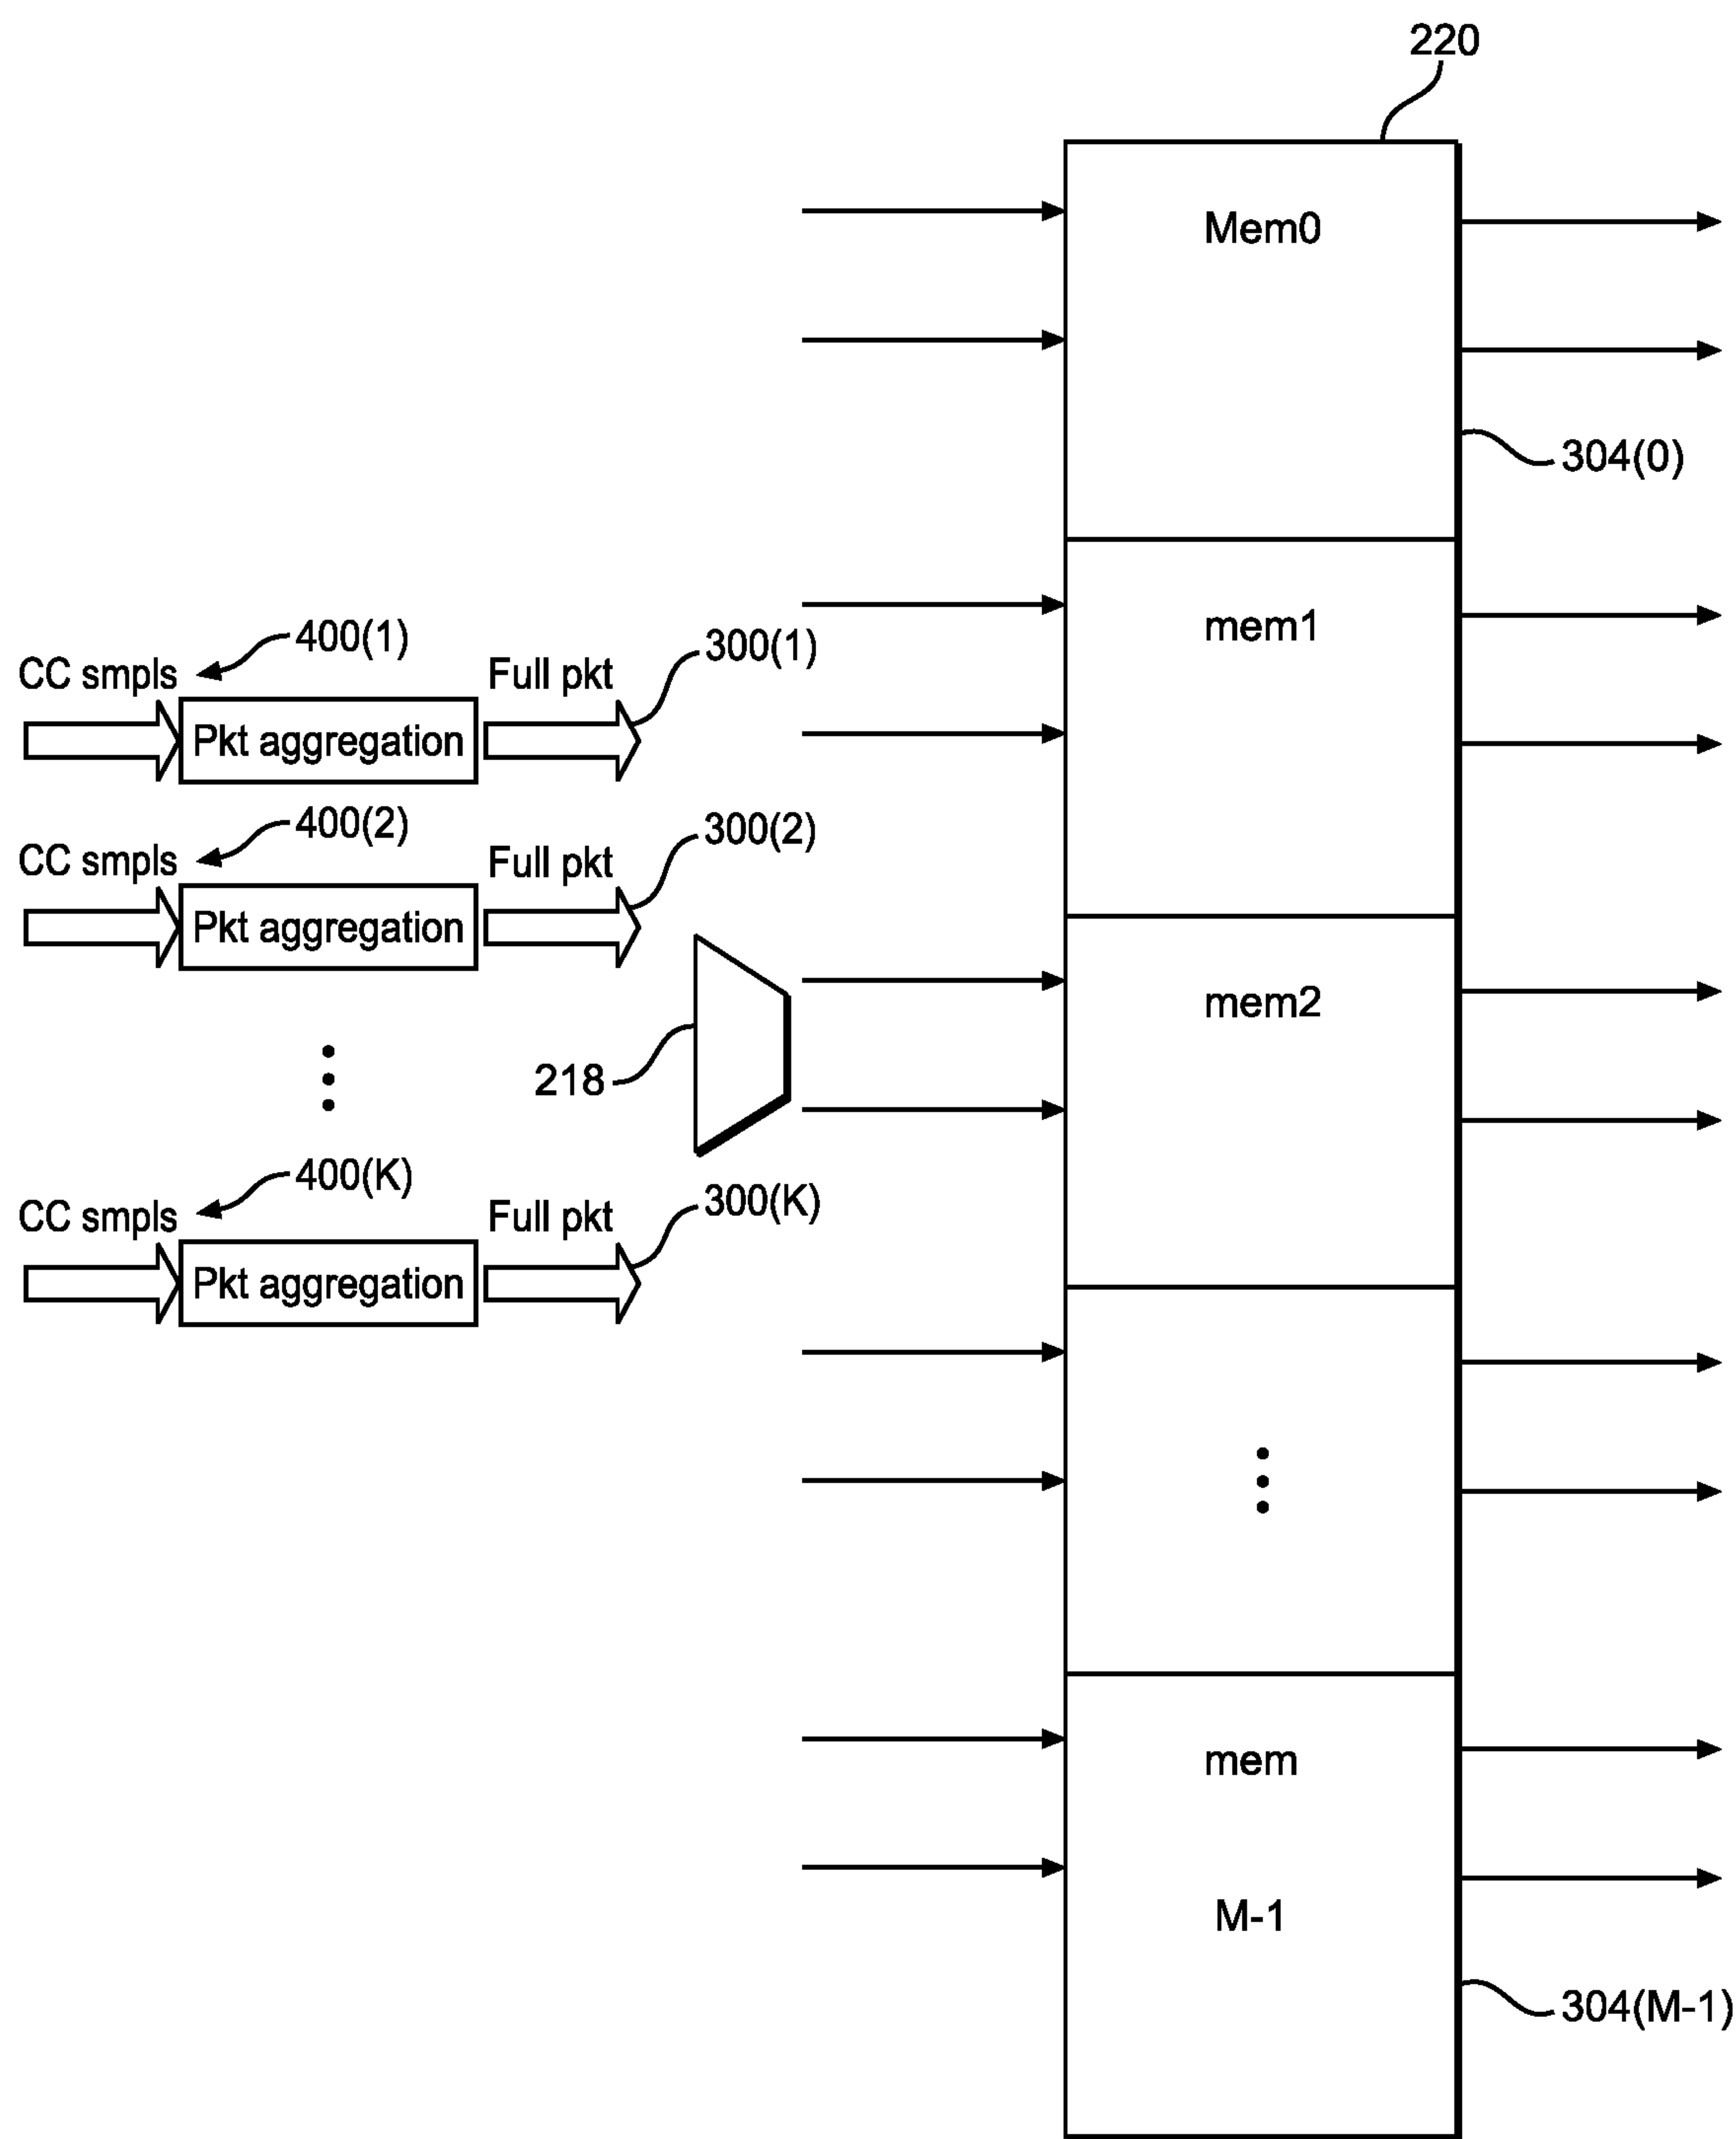 220
Mem0
304(0)
mem1
400(1)
300(1)
CC smpls
Full pkt
Pkt aggregation
400(2)
300(2)
CC smpls
Full pkt
Pkt aggregation
mem2
218
400(K)
300(K)
CC smpls
Full pkt
Pkt aggregation
mem
M-1
304(M-1)